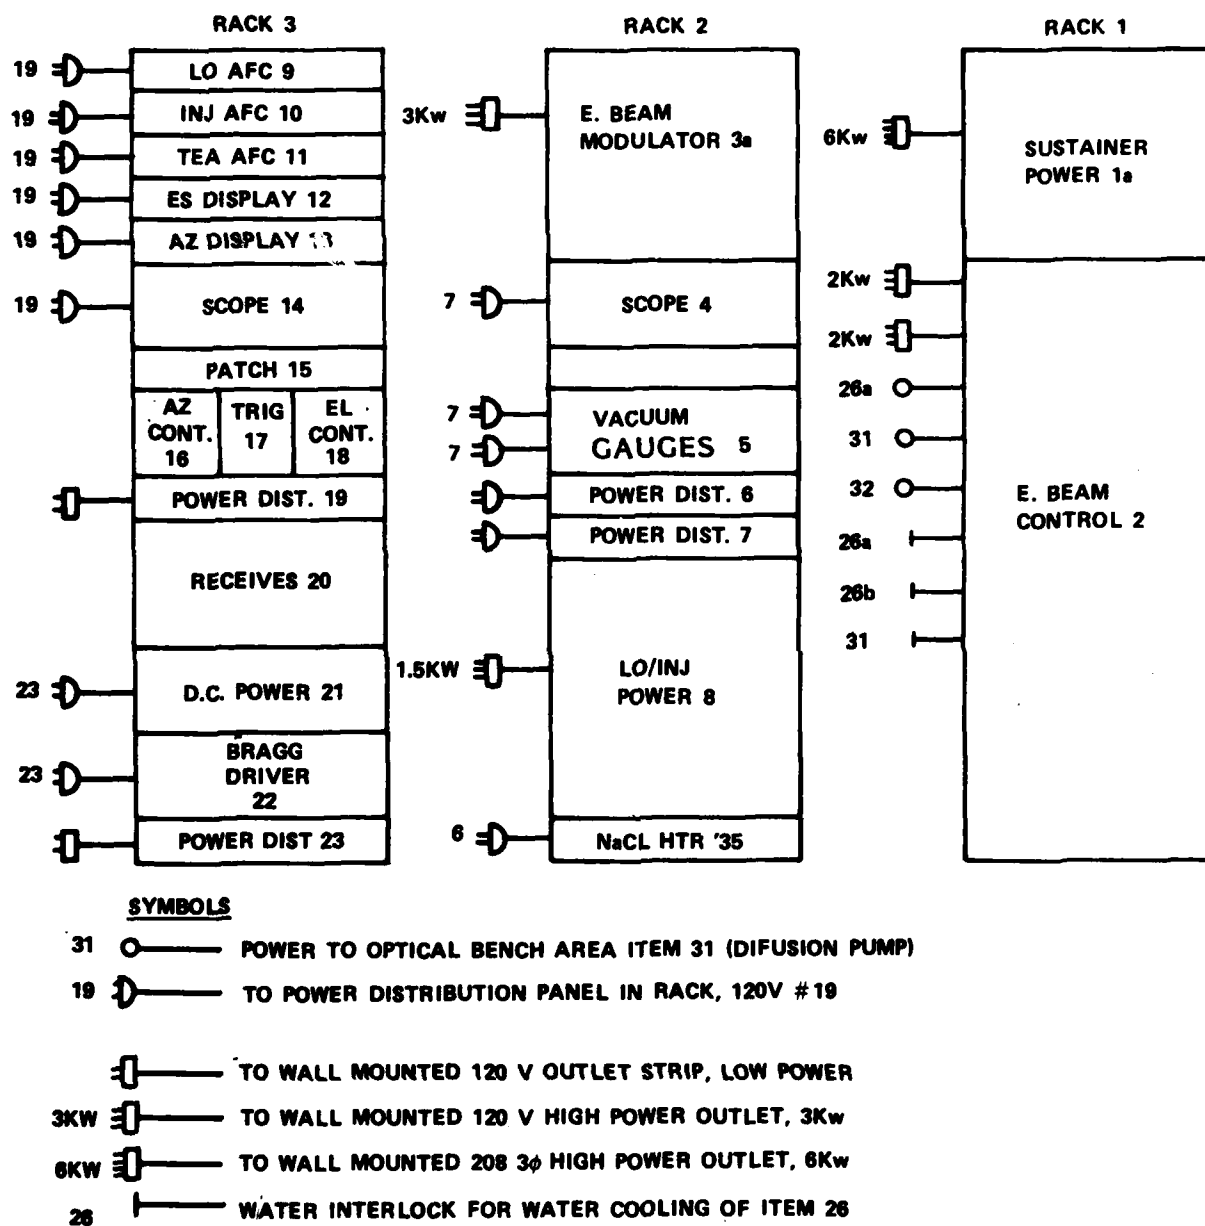 RACK 3
19 LO AFC 9
19 INJ AFC 10
19 TEA AFC 11
19 ES DISPLAY 12
19 AZ DISPLAY
19 SCOPE 14
PATCH 15
AZ
CONT.
16
TRIG
17
EL
CONT.
18
POWER DIST. 19
RECEIVES 20
23 D.C. POWER 21
23 BRAGG
DRIVER
22
POWER DIST 23
RACK 2
3Kw E. BEAM
MODULATOR 3a
7 SCOPE 4
7 VACUUM
7 GAUGES 5
POWER DIST. 6
POWER DIST. 7
1.5KW LO/INJ
POWER 8
6 NaCL HTR '35
RACK 1
6Kw SUSTAINER
POWER 1a
2Kw
2Kw
26a
31
32 E. BEAM
CONTROL 2
26a
26b
31
SYMBOLS
31 POWER TO OPTICAL BENCH AREA ITEM 31 (DIFUSION PUMP)
19 TO POWER DISTRIBUTION PANEL IN RACK, 120V #19
TO WALL MOUNTED 120 V OUTLET STRIP, LOW POWER
3KW TO WALL MOUNTED 120 V HIGH POWER OUTLET, 3Kw
6KW TO WALL MOUNTED 208 3ϕ HIGH POWER OUTLET, 6Kw
26 WATER INTERLOCK FOR WATER COOLING OF ITEM 26